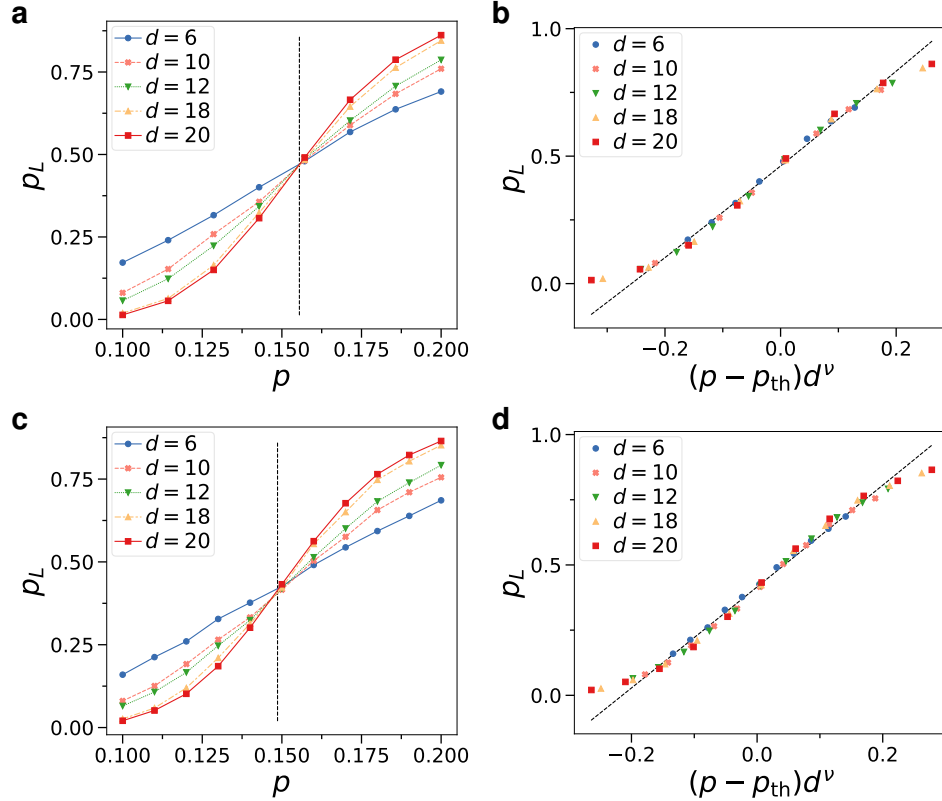 a
d = 6
d = 10
d = 12
d = 18
d = 20
0.75
0.50
0.25
0.00
p_L
0.100
0.125
0.150
0.175
0.200
p
b
d = 6
d = 10
d = 12
d = 18
d = 20
1.0
0.5
0.0
p_L
−0.2
0.0
0.2
(p − p_th)d^ν
c
d = 6
d = 10
d = 12
d = 18
d = 20
0.75
0.50
0.25
0.00
p_L
0.100
0.125
0.150
0.175
0.200
p
d
d = 6
d = 10
d = 12
d = 18
d = 20
1.0
0.5
0.0
p_L
−0.2
0.0
0.2
(p − p_th)d^ν